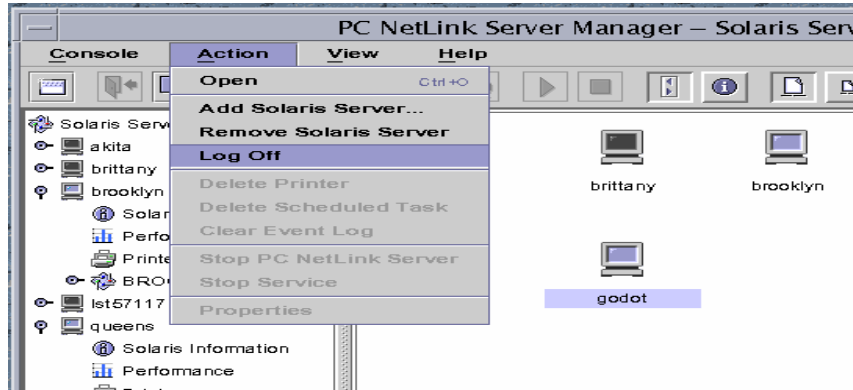 PC NetLink Server Manager – Solaris Serv
Console Action View Help
Open Ctrl+O
Add Solaris Server...
Remove Solaris Server
Log Off
Delete Printer
Delete Scheduled Task
Clear Event Log
Stop PC NetLink Server
Stop Service
Properties
Solaris Serv
akita
brittany
brooklyn
Solar
Perfo
Printe
BRO
lst57117
queens
Solaris Information
Performance
brittany brooklyn
godot